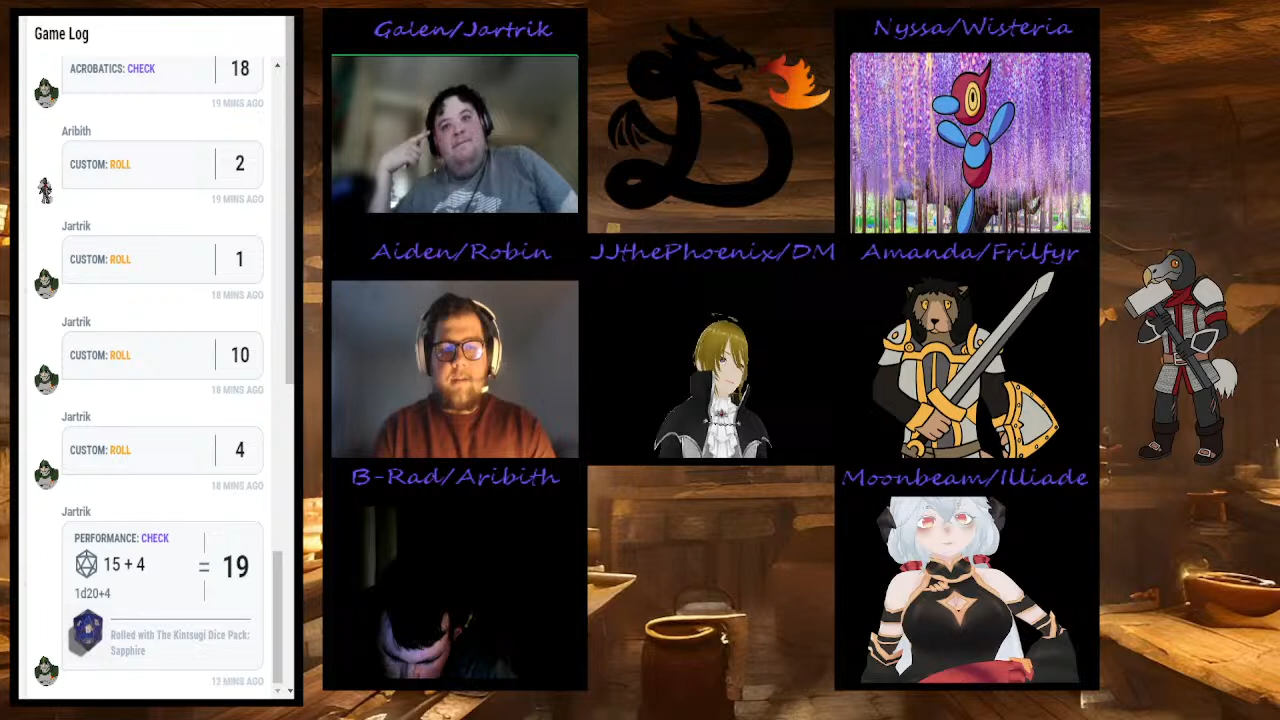 Game Log
ACROBATICS: CHECK 18
19 MINS AGO
Aribith
CUSTOM: ROLL 2
19 MINS AGO
Jartrik
CUSTOM: ROLL 1
18 MINS AGO
Jartrik
CUSTOM: ROLL 10
18 MINS AGO
Jartrik
CUSTOM: ROLL 4
18 MINS AGO
Jartrik
PERFORMANCE: CHECK
15 + 4 = 19
1d20+4
Rolled with The Kintsugi Dice Pack:
Sapphire
12 MINS AGO
Galen/Jartrik
Nyssa/Wisteria
Aiden/Robin
JJthePhoenix/DM
Amanda/Frilfyr
B-Rad/Aribith
Moonbeam/Illiade